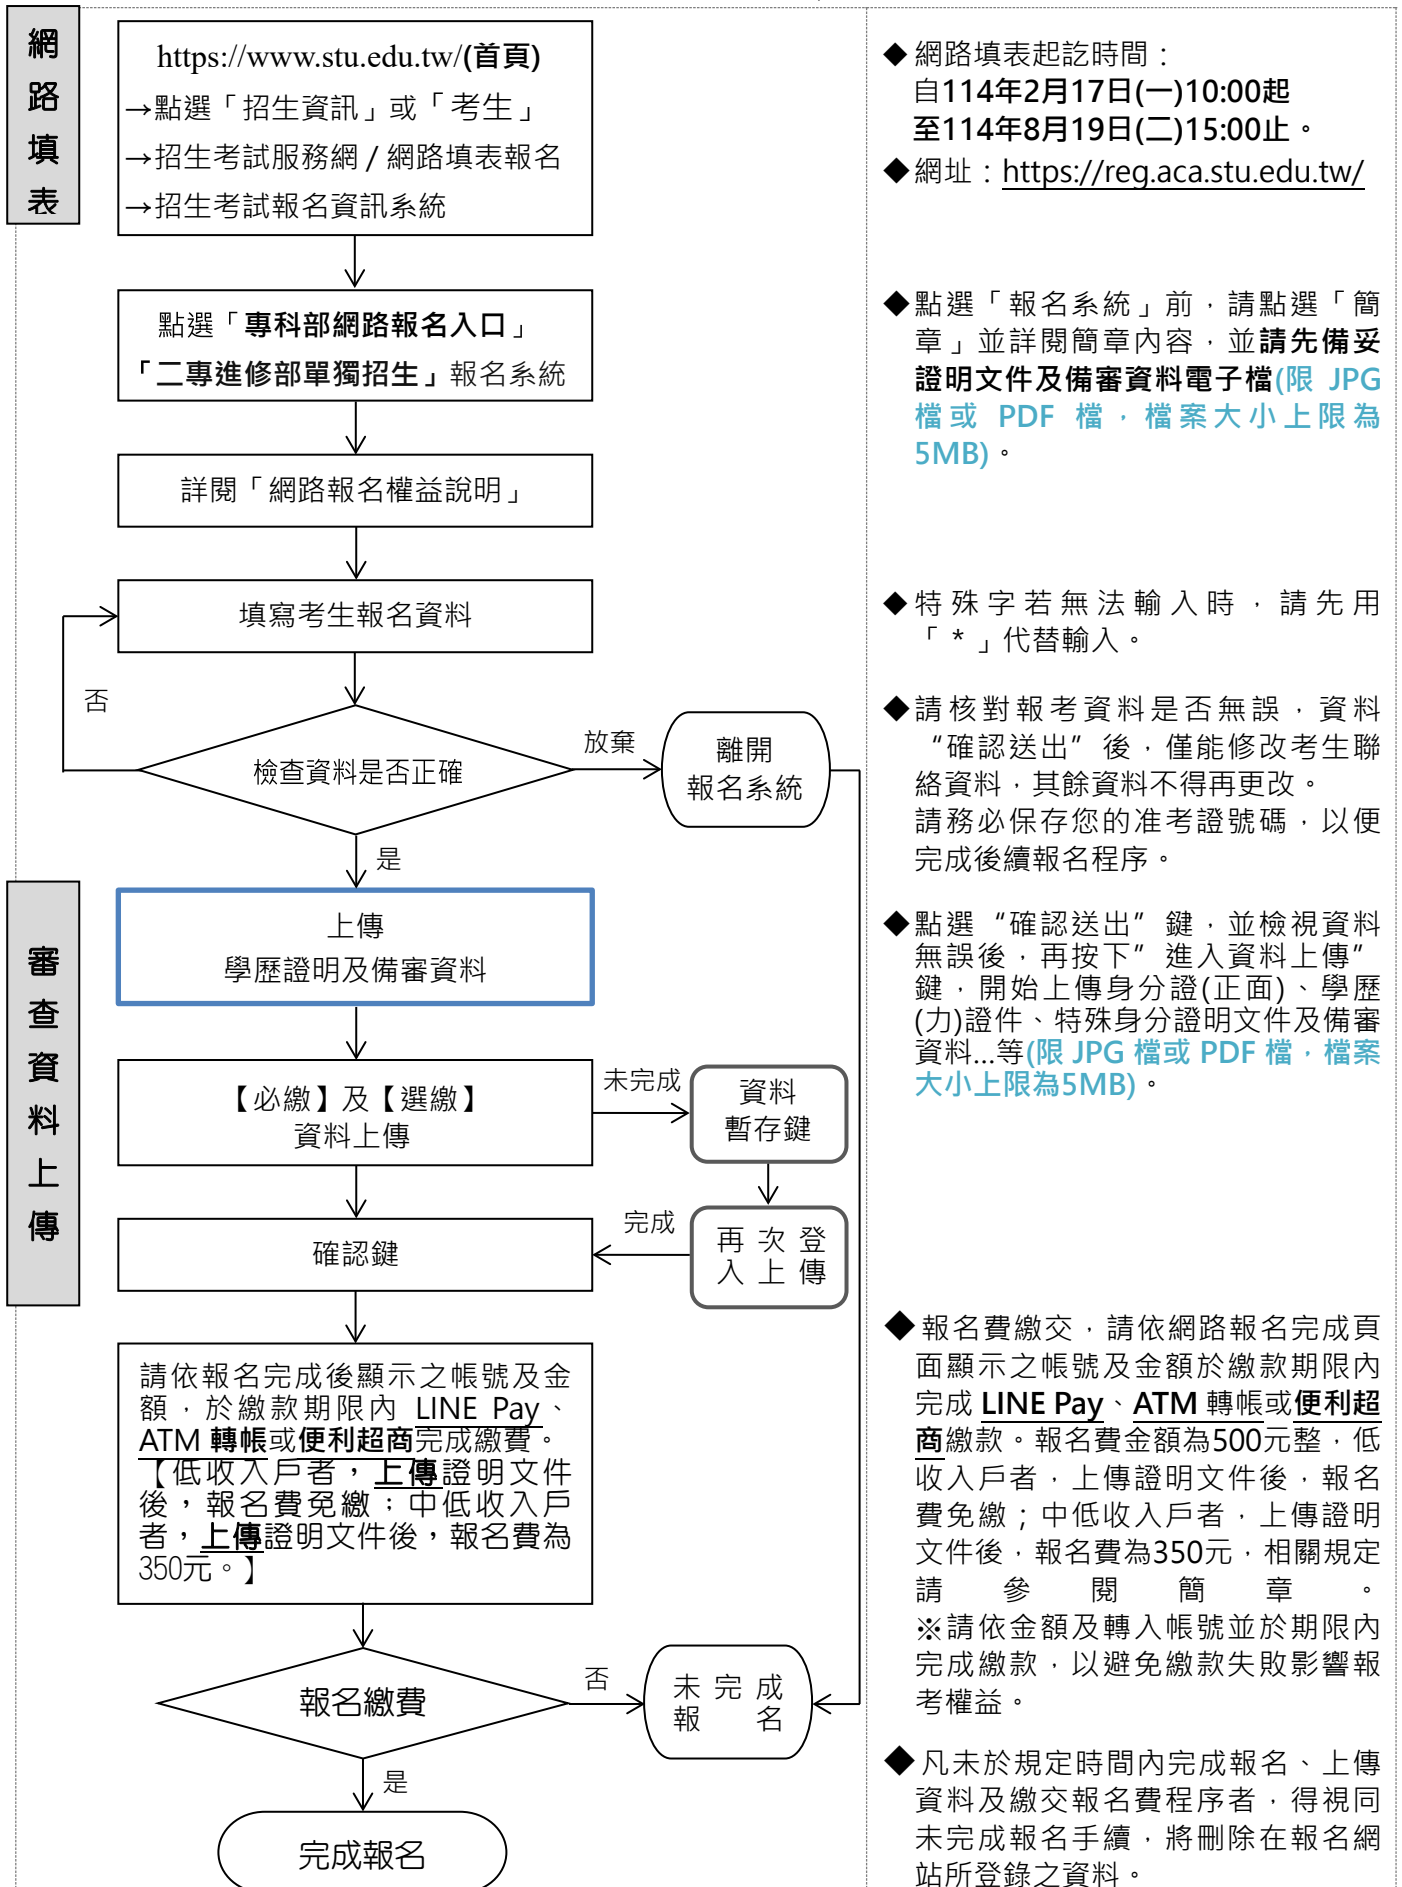 網
路
填
表
https://www.stu.edu.tw/(首頁)
→點選「招生資訊」或「考生」
→招生考試服務網 / 網路填表報名
→招生考試報名資訊系統
◆網路填表起訖時間：
自114年2月17日(一)10:00起
至114年8月19日(二)15:00止。
◆網址：https://reg.aca.stu.edu.tw/
點選「專科部網路報名入口」
「二專進修部單獨招生」報名系統
◆點選「報名系統」前，請點選「簡
章」並詳閱簡章內容，並請先備妥
證明文件及備審資料電子檔(限 JPG
檔或 PDF 檔，檔案大小上限為
5MB)。
詳閱「網路報名權益說明」
填寫考生報名資料
◆特殊字若無法輸入時，請先用
「*」代替輸入。
否
檢查資料是否正確
放棄
離開
報名系統
是
◆請核對報考資料是否無誤，資料
“確認送出”後，僅能修改考生聯
絡資料，其餘資料不得再更改。
請務必保存您的准考證號碼，以便
完成後續報名程序。
審
查
資
料
上
傳
上傳
學歷證明及備審資料
◆點選“確認送出”鍵，並檢視資料
無誤後，再按下”進入資料上傳”
鍵，開始上傳身分證(正面)、學歷
(力)證件、特殊身分證明文件及備審
資料...等(限 JPG 檔或 PDF 檔，檔案
大小上限為5MB)。
【必繳】及【選繳】
資料上傳
未完成
資料
暫存鍵
確認鍵
完成
再次登
入上傳
請依報名完成後顯示之帳號及金
額，於繳款期限內 LINE Pay、
ATM 轉帳或便利超商完成繳費。
【低收入戶者，上傳證明文件
後，報名費免繳；中低收入戶
者，上傳證明文件後，報名費為
350元。】
◆報名費繳交，請依網路報名完成頁
面顯示之帳號及金額於繳款期限內
完成 LINE Pay、ATM 轉帳或便利超
商繳款。報名費金額為500元整，低
收入戶者，上傳證明文件後，報名
費免繳；中低收入戶者，上傳證明
文件後，報名費為350元，相關規定
請參閱簡章。
※請依金額及轉入帳號並於期限內
完成繳款，以避免繳款失敗影響報
考權益。
報名繳費
否
未完成
報名
是
完成報名
◆凡未於規定時間內完成報名、上傳
資料及繳交報名費程序者，得視同
未完成報名手續，將刪除在報名網
站所登錄之資料。